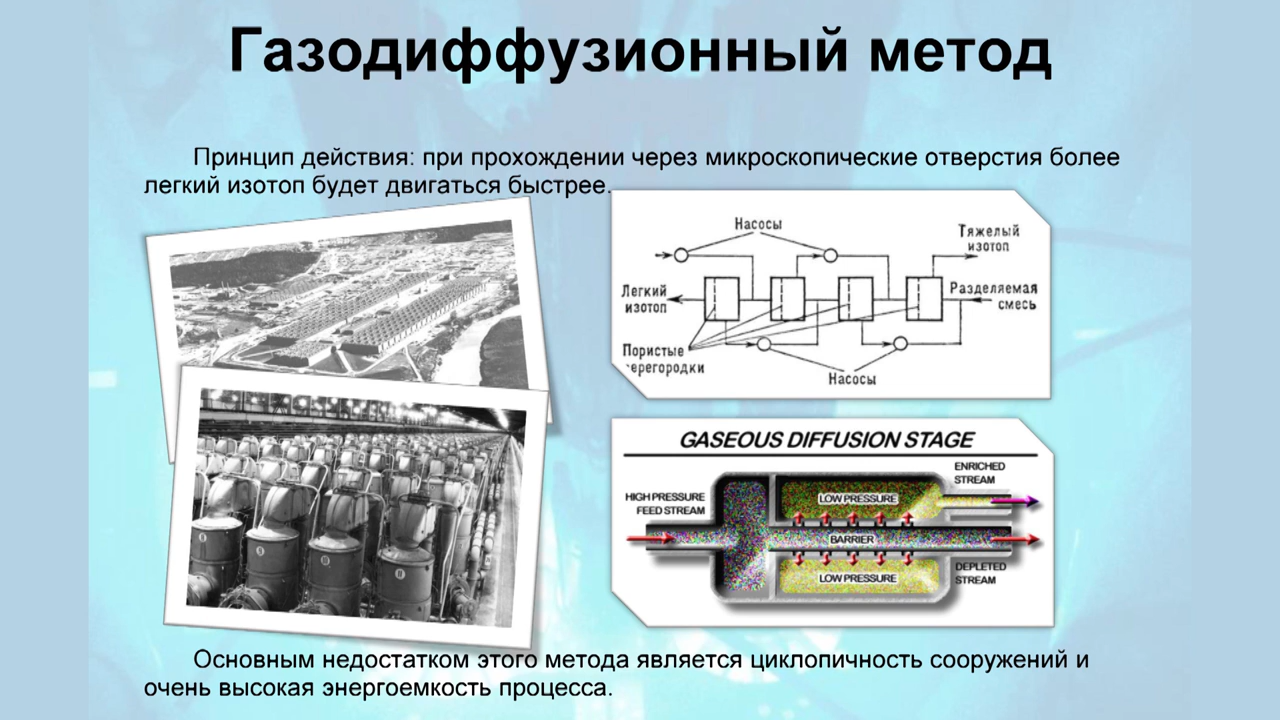 Газодиффузионный метод
Принцип действия: при прохождении через микроскопические отверстия более
легкий изотоп будет двигаться быстрее.
Насосы
Тяжелый
изотоп
Легкий
изотоп
Разделяемая
смесь
Пористые
перегородки
Насосы
GASEOUS DIFFUSION STAGE
ENRICHED
STREAM
HIGH PRESSURE
FEED STREAM
LOW PRESSURE
BARRIER
LOW PRESSURE
DEPLETED
STREAM
Основным недостатком этого метода является циклопичность сооружений и
очень высокая энергоемкость процесса.